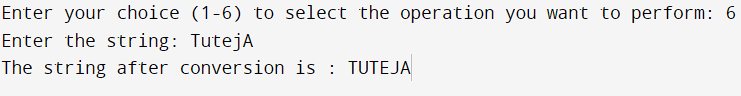 Enter your choice (1-6) to select the operation you want to perform: 6
Enter the string: TutejA
The string after conversion is : TUTEJA